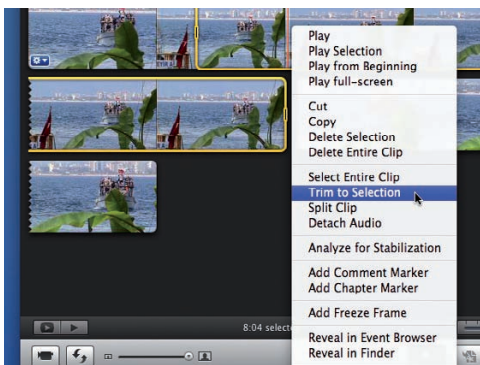 Play
Play Selection
Play from Beginning
Play full-screen
Cut
Copy
Delete Selection
Delete Entire Clip
Select Entire Clip
Trim to Selection
Split Clip
Detach Audio
Analyze for Stabilization
Add Comment Marker
Add Chapter Marker
Add Freeze Frame
8:04
Reveal in Event Browser
Reveal in Finder